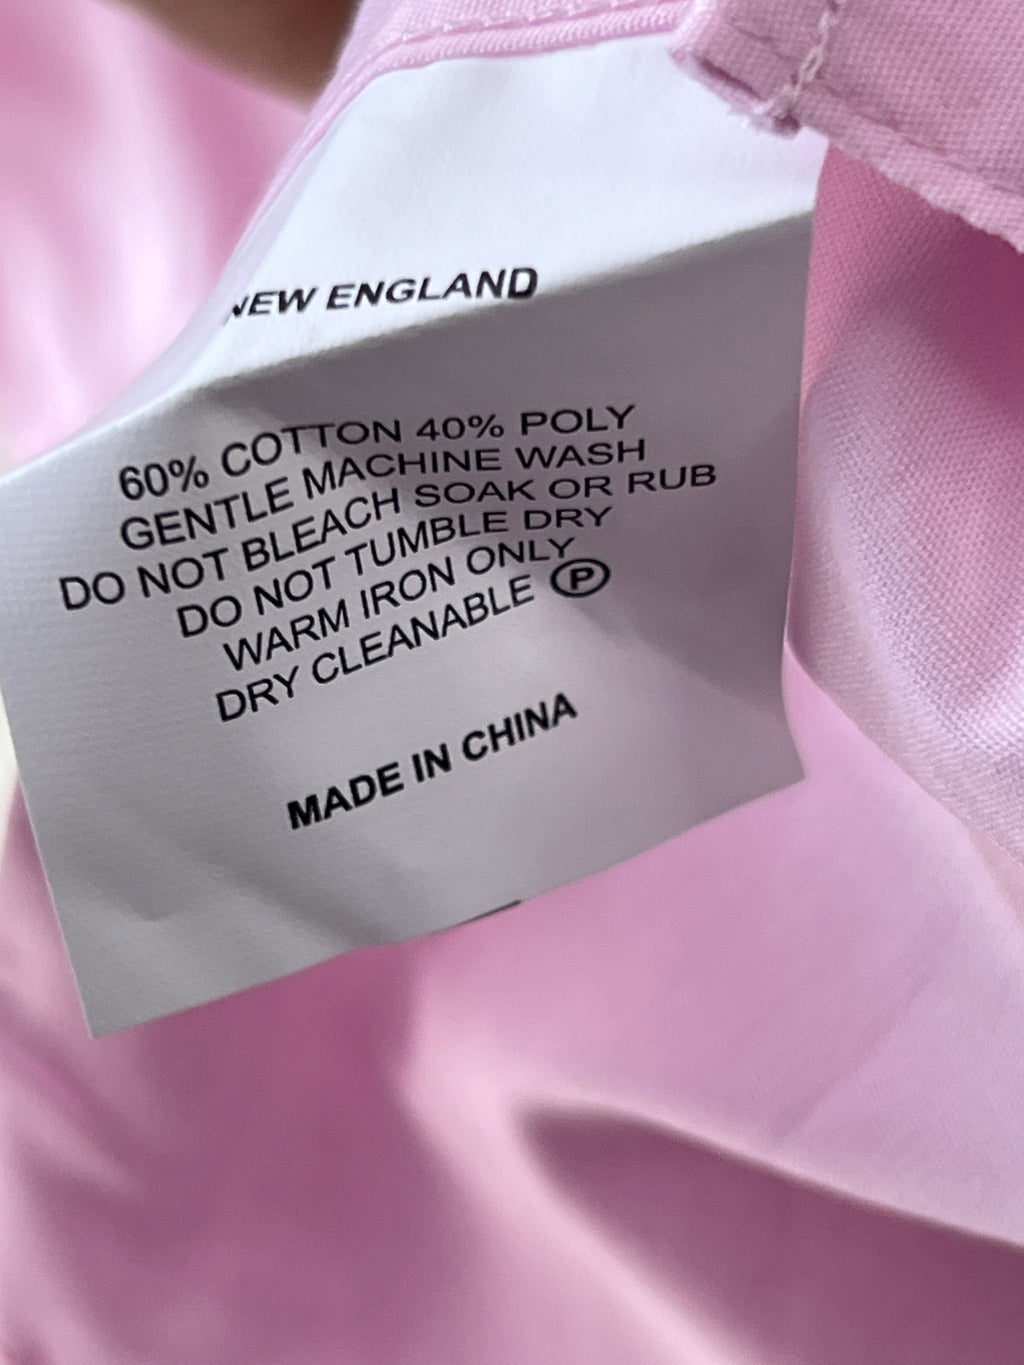 NEW ENGLAND
60% COTTON 40% POLY
GENTLE MACHINE WASH
DO NOT BLEACH SOAK OR RUB
DO NOT TUMBLE DRY
WARM IRON ONLY
DRY CLEANABLE Ⓟ
MADE IN CHINA